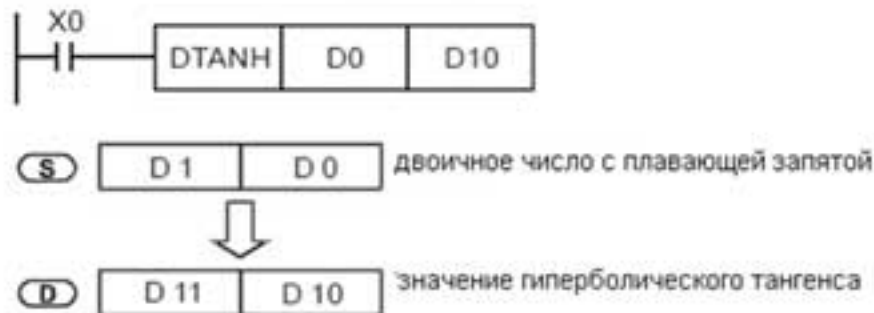 X0
DTANH D0 D10
S D 1 D 0 двоичное число с плавающей запятой
D D 11 D 10 значение гиперболического тангенса